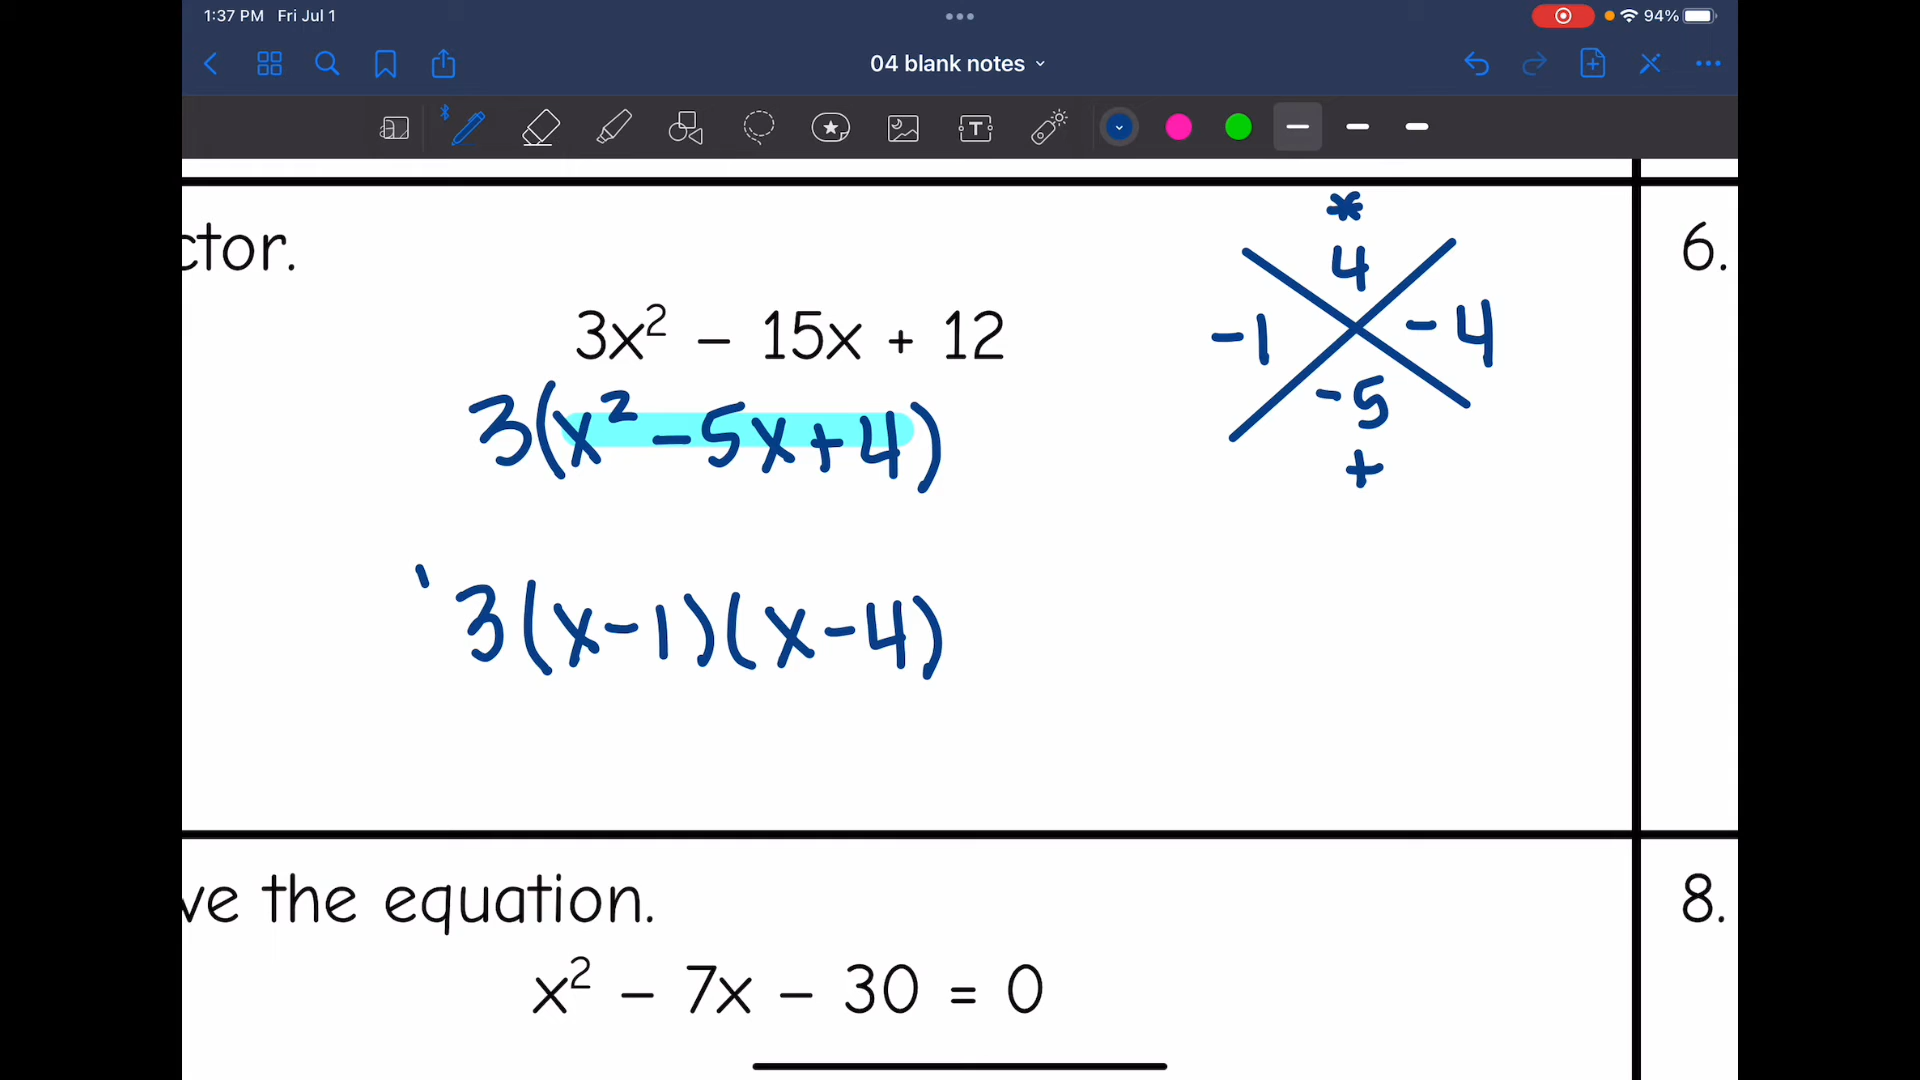 1:37 PM Fri Jul 1
94%
04 blank notes
ctor.
6.
3x² – 15x + 12
*
4
-1 -4
-5
+
3(x² - 5x + 4)
3(x - 1)(x - 4)
ve the equation.
8.
x² – 7x – 30 = 0